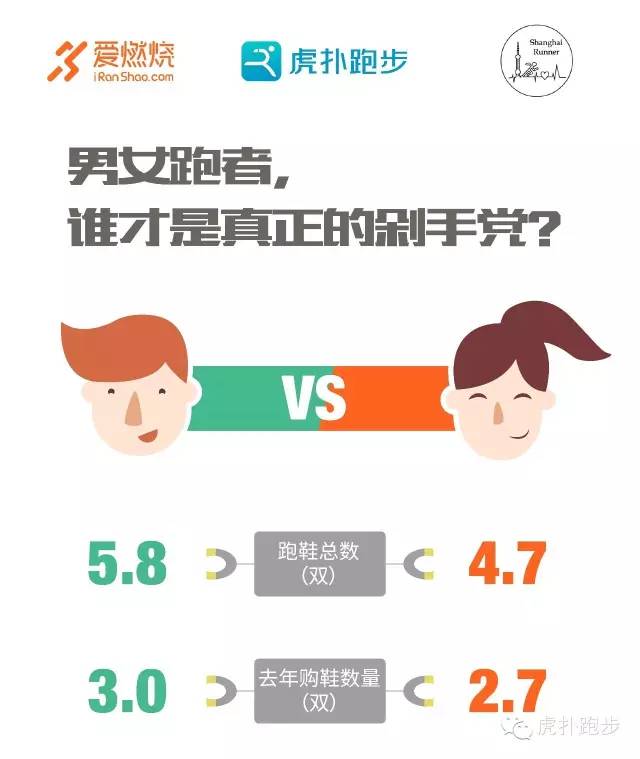 爱燃烧
iRanShao.com
虎扑跑步
Shanghai
Runner
男女跑者,
谁才是真正的剁手党?
VS
5.8
跑鞋总数
(双)
4.7
3.0
去年购鞋数量
(双)
2.7
虎扑跑步